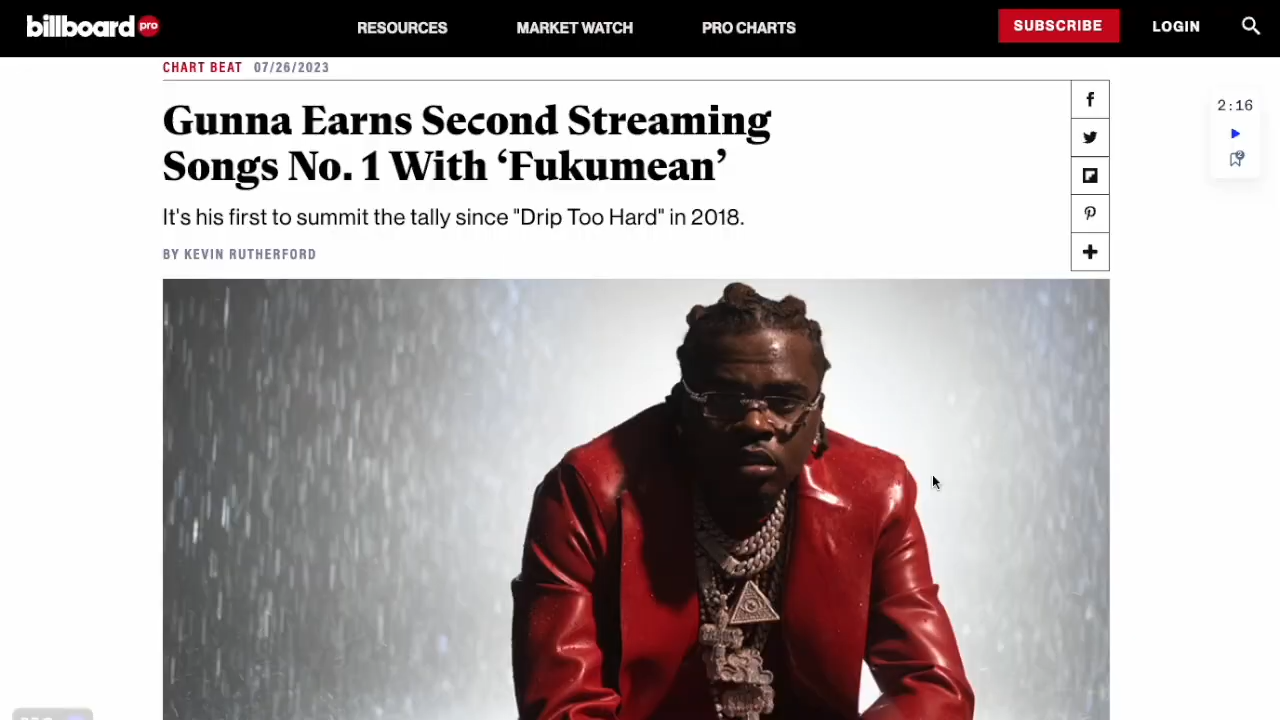 billboard pro
RESOURCES
MARKET WATCH
PRO CHARTS
SUBSCRIBE
LOGIN
CHART BEAT 07/26/2023
Gunna Earns Second Streaming
Songs No. 1 With ‘Fukumean’
It's his first to summit the tally since "Drip Too Hard" in 2018.
BY KEVIN RUTHERFORD
2:16